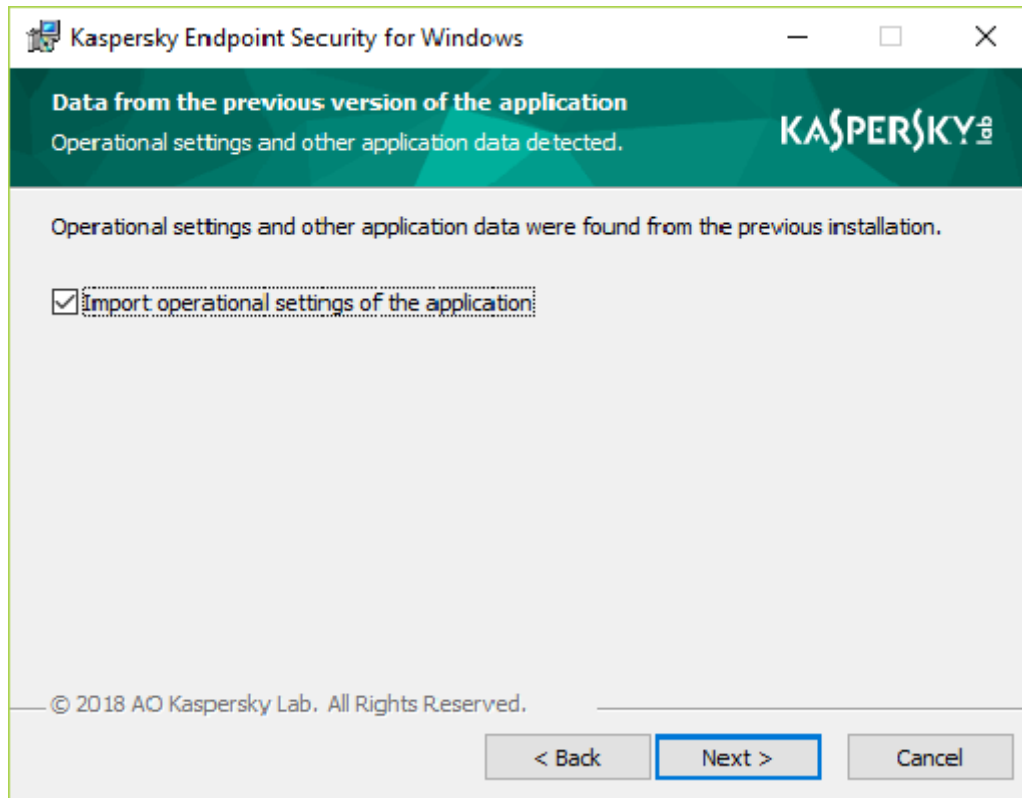 Kaspersky Endpoint Security for Windows
Data from the previous version of the application
Operational settings and other application data detected.
KASPERSKY lab
Operational settings and other application data were found from the previous installation.
Import operational settings of the application
© 2018 AO Kaspersky Lab. All Rights Reserved.
< Back Next > Cancel